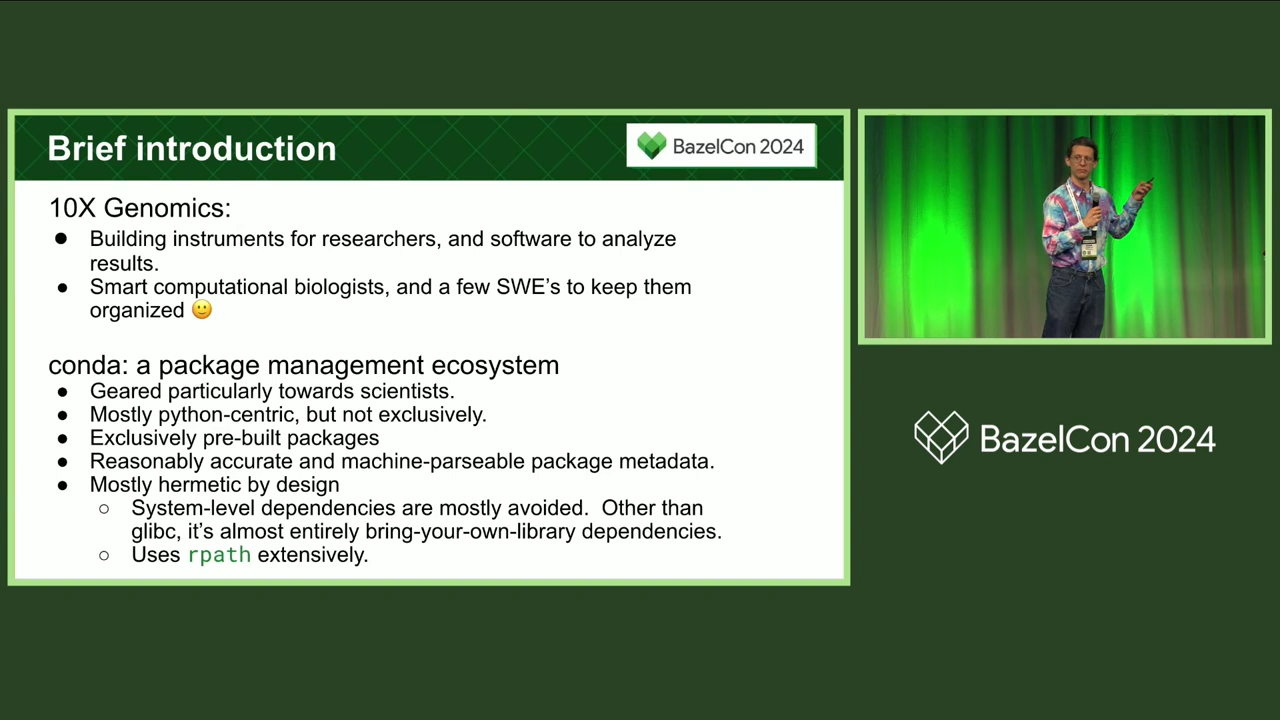 Brief introduction
BazelCon 2024
10X Genomics:
● Building instruments for researchers, and software to analyze
results.
● Smart computational biologists, and a few SWE's to keep them
organized 🙂
conda: a package management ecosystem
● Geared particularly towards scientists.
● Mostly python-centric, but not exclusively.
● Exclusively pre-built packages
● Reasonably accurate and machine-parseable package metadata.
● Mostly hermetic by design
○ System-level dependencies are mostly avoided.  Other than
glibc, it's almost entirely bring-your-own-library dependencies.
○ Uses rpath extensively.
BazelCon 2024